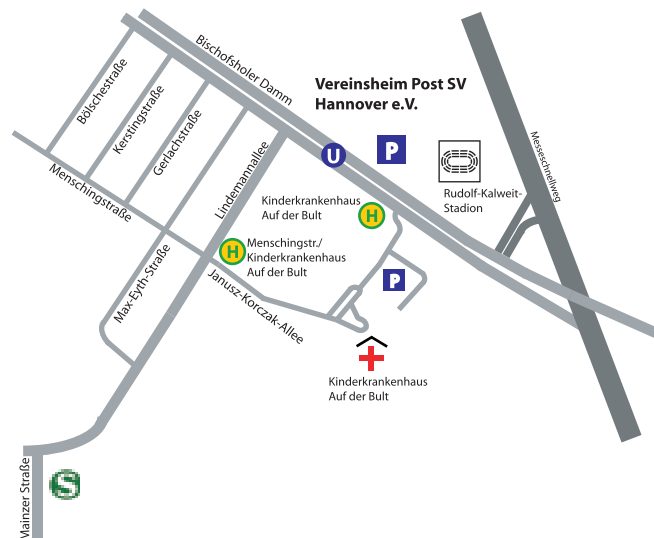 Bischofsholer Damm
Vereinsheim Post SV
Hannover e.V.
Bölschestraße
Kerstingstraße
Gerlachstraße
Menschingstraße
Lindemannallee
U
P
Rudolf-Kalweit-
Stadion
Messeschnellweg
Kinderkrankenhaus
Auf der Bult
H
H
Menschingstr./
Kinderkrankenhaus
Auf der Bult
Max-Eyth-Straße
Janusz-Korczak-Allee
P
Kinderkrankenhaus
Auf der Bult
Mainzer Straße
S